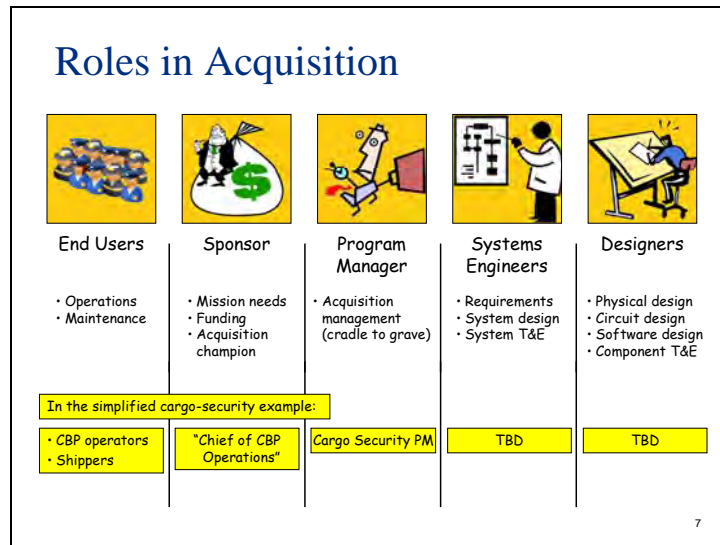 Roles in Acquisition
$
End Users
• Operations
• Maintenance
Sponsor
• Mission needs
• Funding
• Acquisition
champion
Program
Manager
• Acquisition
management
(cradle to grave)
Systems
Engineers
• Requirements
• System design
• System T&E
Designers
• Physical design
• Circuit design
• Software design
• Component T&E
In the simplified cargo-security example:
• CBP operators
• Shippers
"Chief of CBP
Operations"
Cargo Security PM
TBD
TBD
7